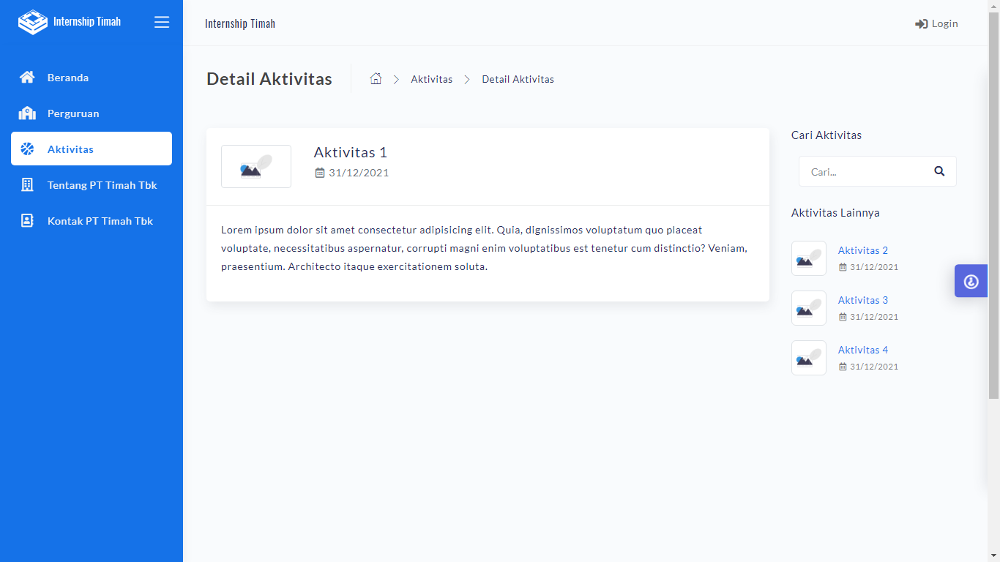 Internship Timah
Beranda
Perguruan
Aktivitas
Tentang PT Timah Tbk
Kontak PT Timah Tbk
Internship Timah
Login
Detail Aktivitas
Aktivitas
Detail Aktivitas
Aktivitas 1
31/12/2021
Lorem ipsum dolor sit amet consectetur adipisicing elit. Quia, dignissimos voluptatum quo placeat
voluptate, necessitatibus aspernatur, corrupti magni enim voluptatibus est tenetur cum distinctio? Veniam,
praesentium. Architecto itaque exercitationem soluta.
Cari Aktivitas
Cari...
Aktivitas Lainnya
Aktivitas 2
31/12/2021
Aktivitas 3
31/12/2021
Aktivitas 4
31/12/2021